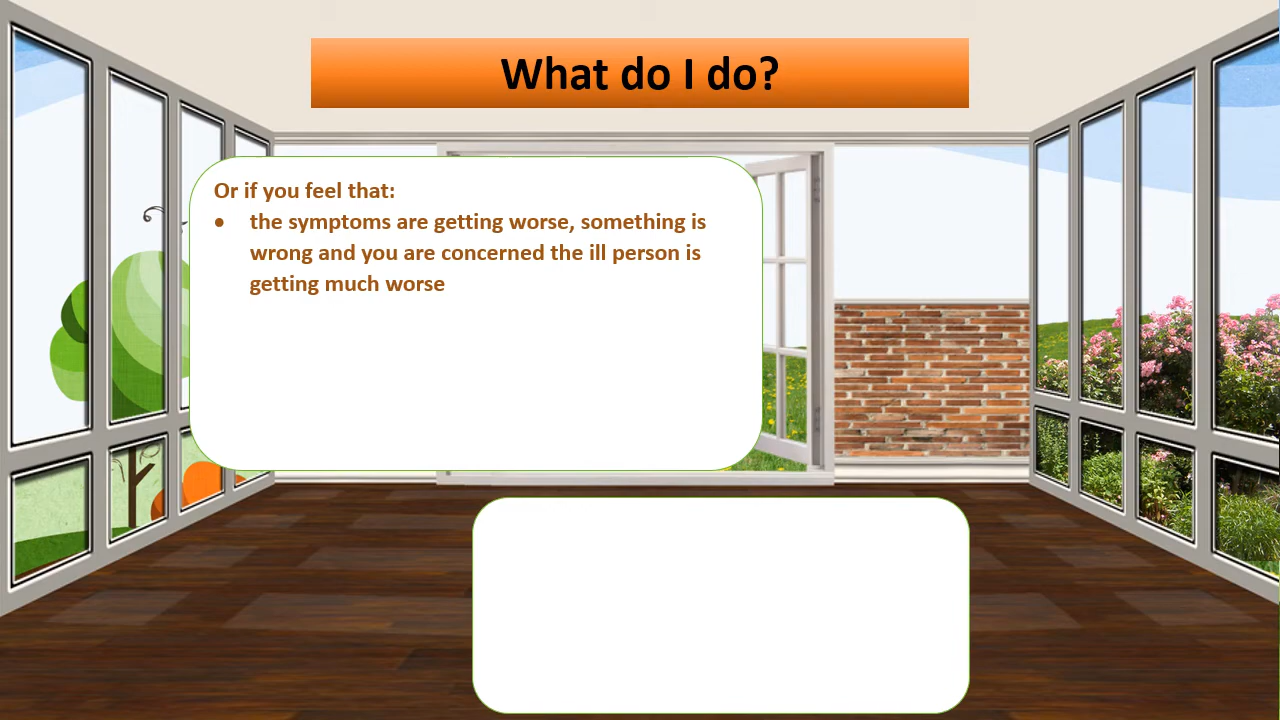 What do I do?
Or if you feel that:
• the symptoms are getting worse, something is
wrong and you are concerned the ill person is
getting much worse